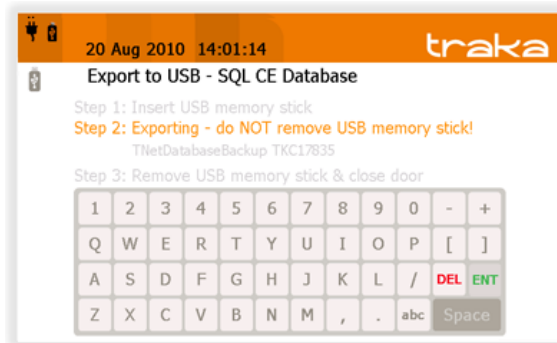 20 Aug 2010 14:01:14
traka
Export to USB - SQL CE Database
Step 1: Insert USB memory stick
Step 2: Exporting - do NOT remove USB memory stick!
TNetDatabaseBackup TKC17835
Step 3: Remove USB memory stick & close door
1 2 3 4 5 6 7 8 9 0 - +
Q W E R T Y U I O P [ ]
A S D F G H J K L / DEL ENT
Z X C V B N M , . abc Space